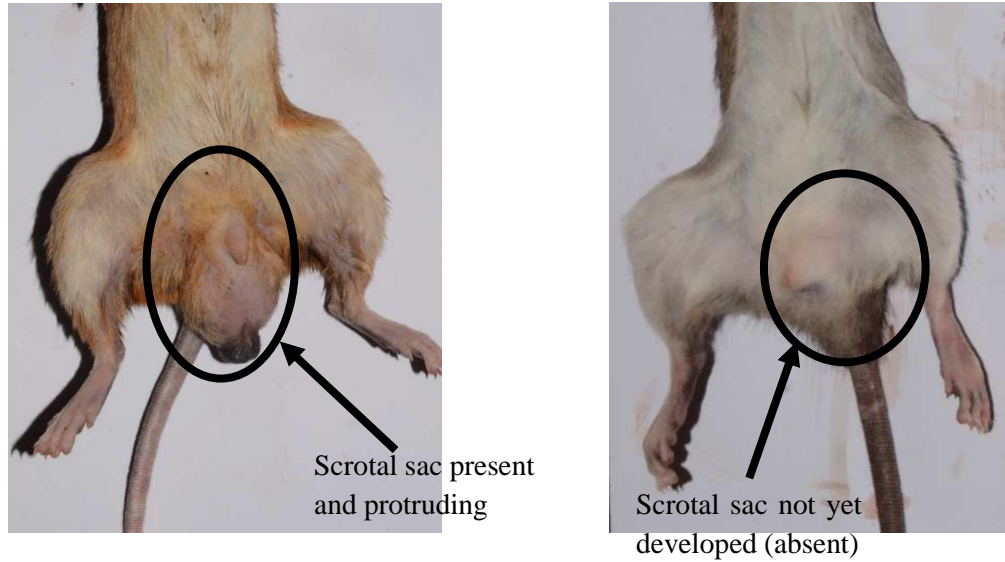 Scrotal sac present
and protruding
Scrotal sac not yet
developed (absent)